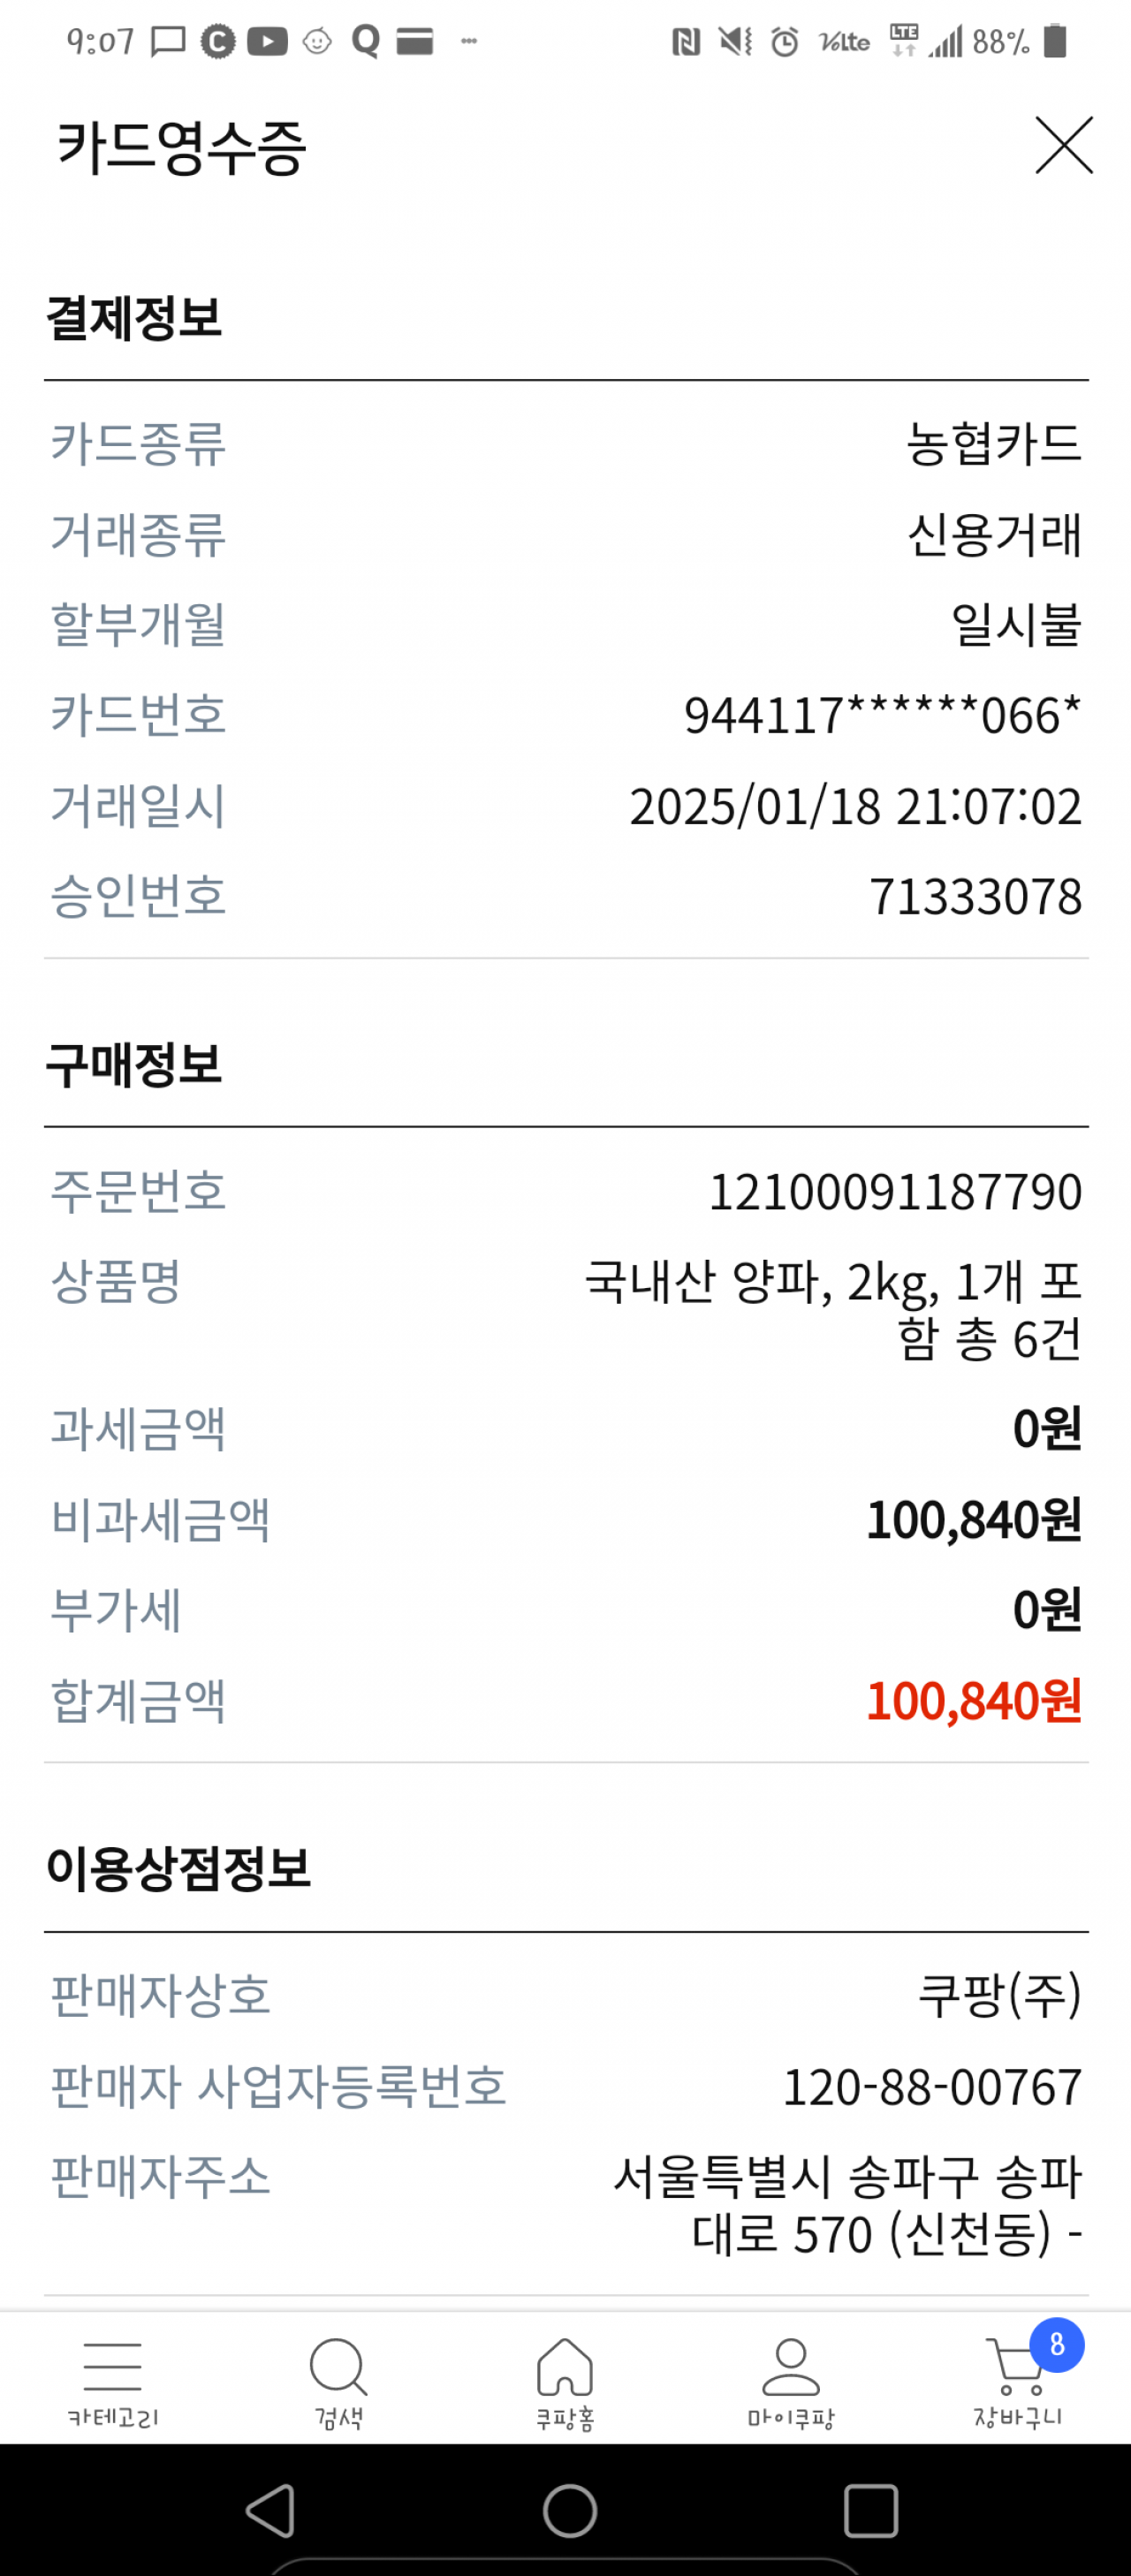 9:07 88%
카드영수증
결제정보
카드종류 농협카드
거래종류 신용거래
할부개월 일시불
카드번호 944117******066*
거래일시 2025/01/18 21:07:02
승인번호 71333078
구매정보
주문번호 12100091187790
상품명 국내산 양파, 2kg, 1개 포
함 총 6건
과세금액 0원
비과세금액 100,840원
부가세 0원
합계금액 100,840원
이용상점정보
판매자상호 쿠팡(주)
판매자 사업자등록번호 120-88-00767
판매자주소 서울특별시 송파구 송파
대로 570 (신천동) -
8
카테고리 검색 쿠팡홈 마이쿠팡 장바구니